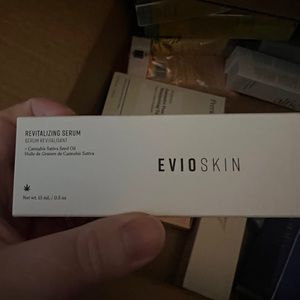 REVITALIZING SERUM
SÉRUM REVITALISANT
+ Cannabis Sativa Seed Oil
Huile de Graines de Cannabis Sativa
EVIOSKIN
Net wt. 15 mL / 0.5 oz